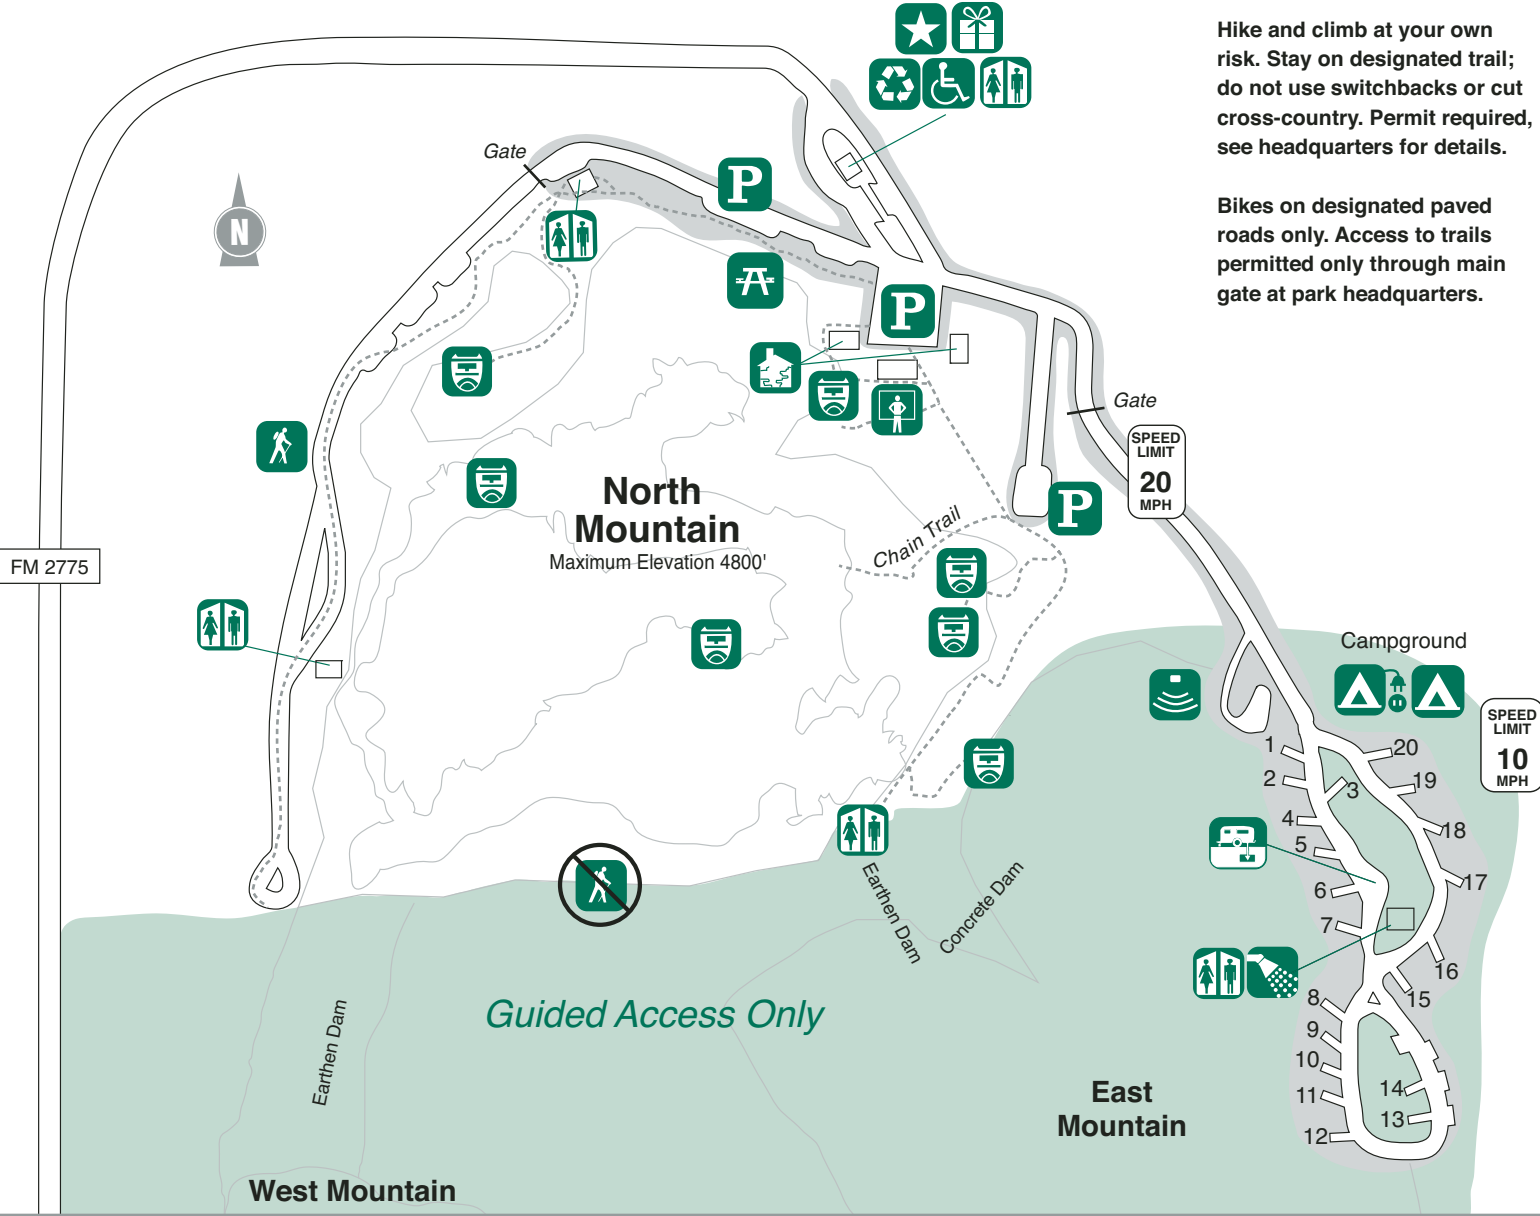 Hike and climb at your own
risk. Stay on designated trail;
do not use switchbacks or cut
cross-country. Permit required,
see headquarters for details.
Bikes on designated paved
roads only. Access to trails
permitted only through main
gate at park headquarters.
Gate
P
N
P
Gate
SPEED
LIMIT
20
MPH
P
North
Mountain
Maximum Elevation 4800'
Chain Trail
FM 2775
Campground
SPEED
LIMIT
10
MPH
1
20
2
3
19
4
18
5
6
17
7
16
8
15
9
10
14
11
13
12
Earthen Dam
Concrete Dam
Guided Access Only
Earthen Dam
East
Mountain
West Mountain